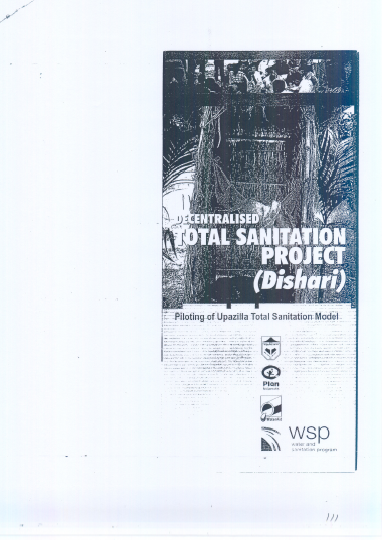 DECENTRALISED
TOTAL SANITATION
PROJECT
(Dishari)
Piloting of Upazilla Total Sanitation Model
Plan
wsp
water and
sanitation program